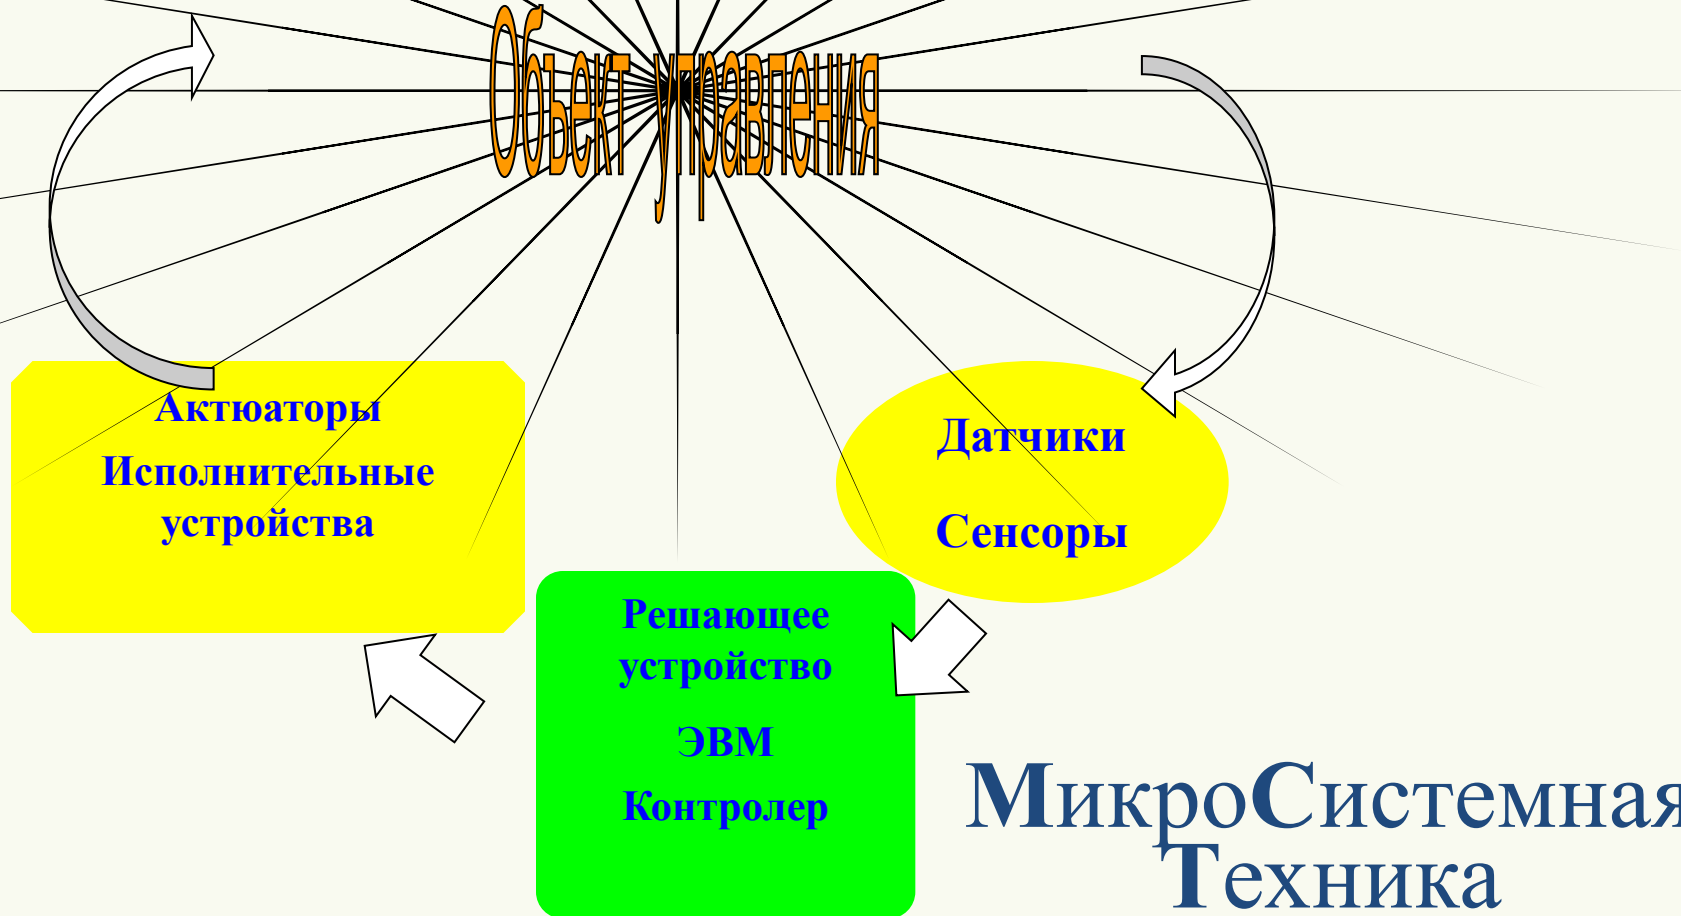 Объект управления
Актюаторы
Исполнительные
устройства
Датчики
Сенсоры
Решающее
устройство
ЭВМ
Контролер
МикроСистемная
Техника